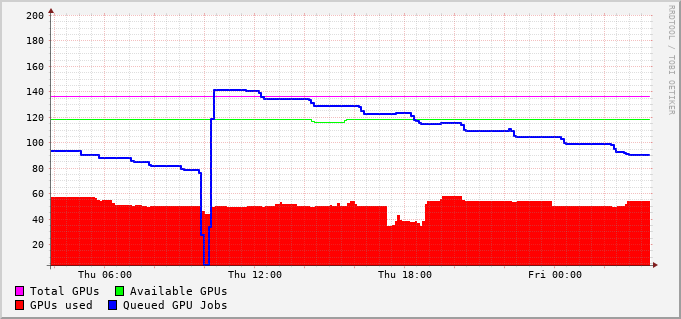 200
180
160
140
120
100
80
60
40
20
Thu 06:00 Thu 12:00 Thu 18:00 Fri 00:00
Total GPUs Available GPUs
GPUs used Queued GPU Jobs
RRDTOOL / TOBI OETIKER